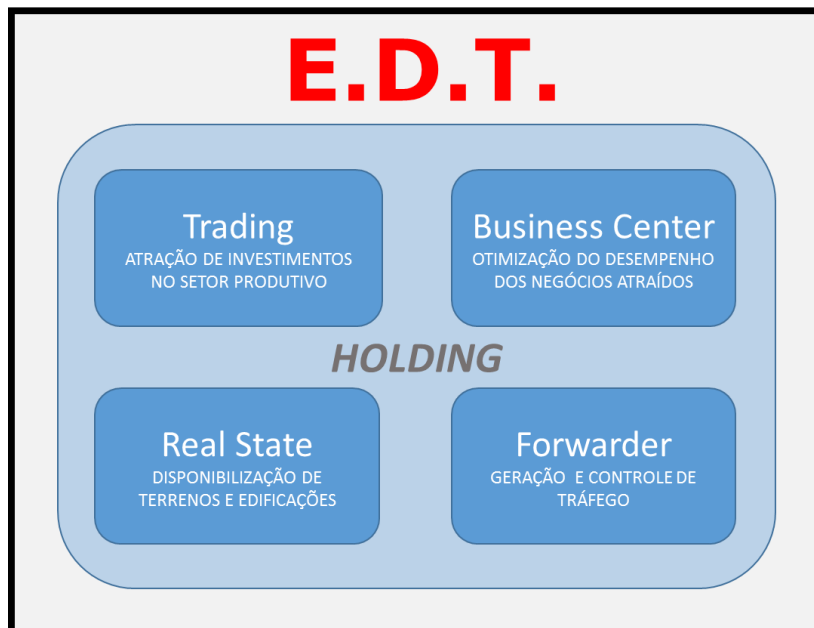 E.D.T.
Trading
ATRAÇÃO DE INVESTIMENTOS
NO SETOR PRODUTIVO
Business Center
OTIMIZAÇÃO DO DESEMPENHO
DOS NEGÓCIOS ATRAÍDOS
HOLDING
Real State
DISPONIBILIZAÇÃO DE
TERRENOS E EDIFICAÇÕES
Forwarder
GERAÇÃO E CONTROLE DE
TRÁFEGO